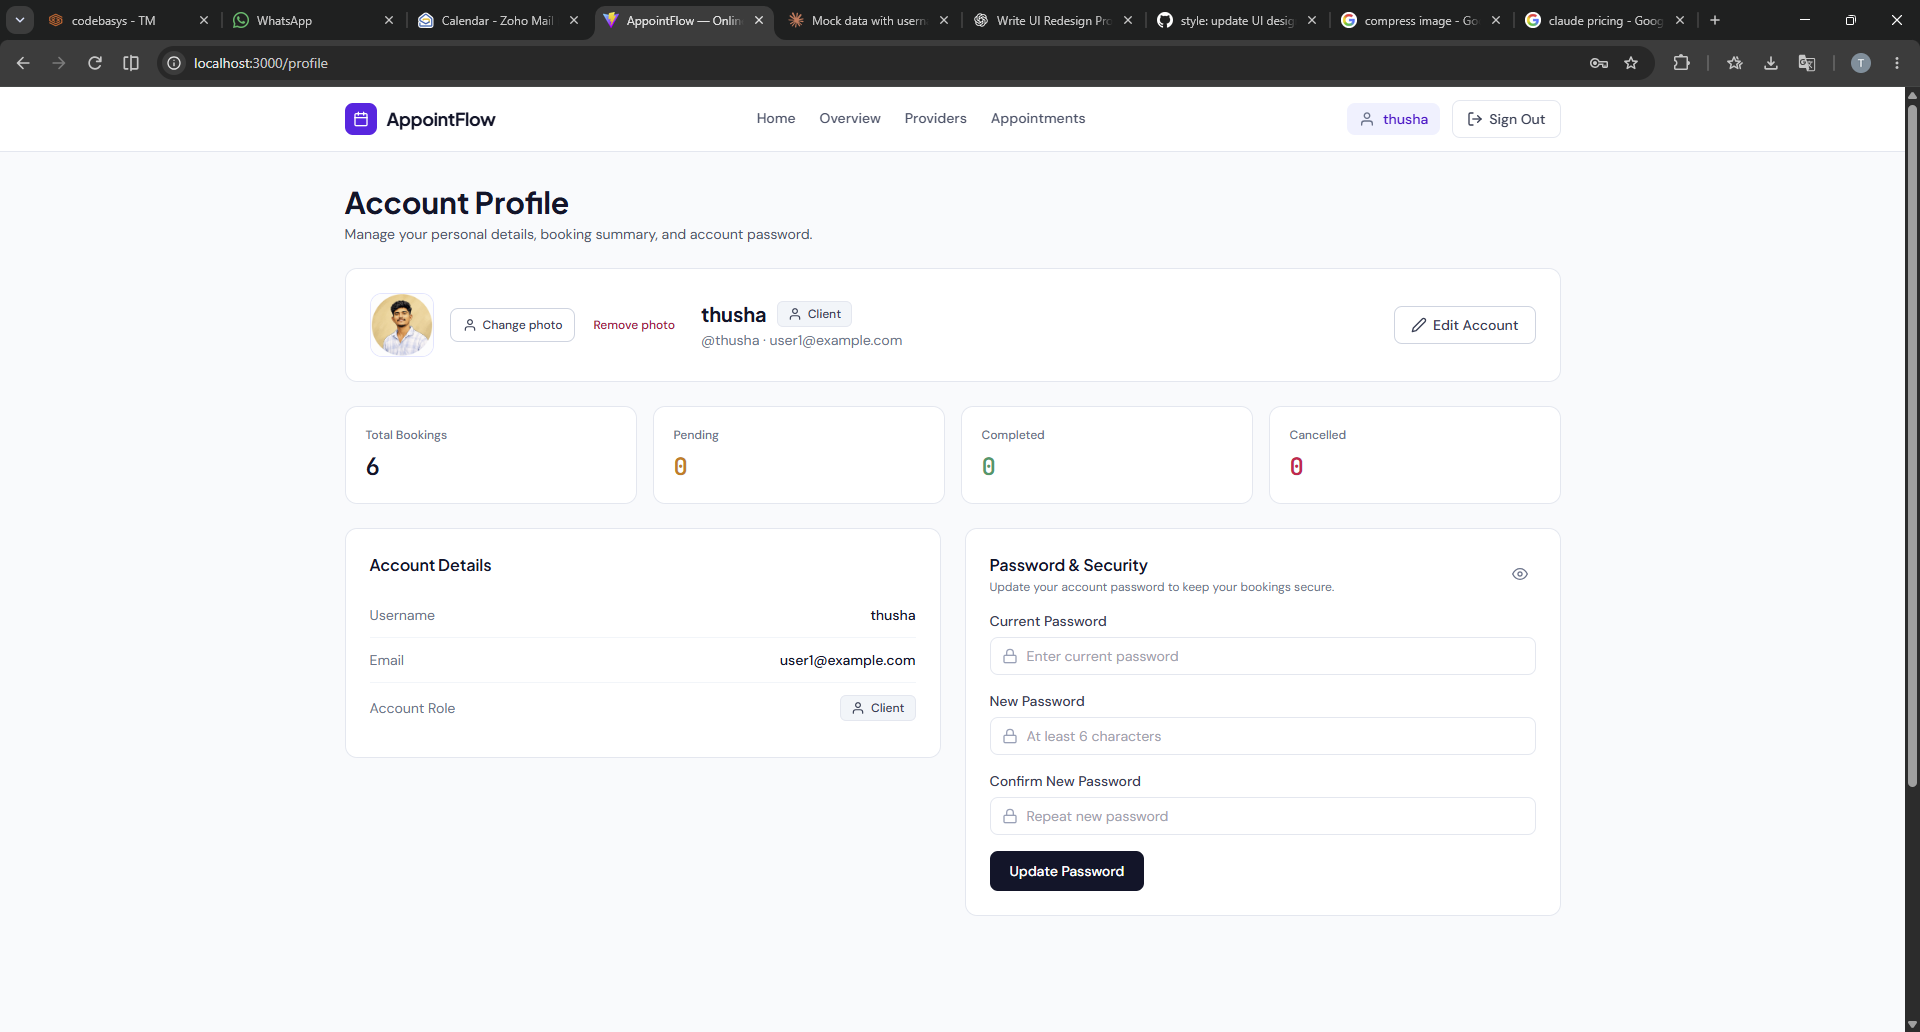 codebasys - TM
WhatsApp
Calendar - Zoho Mail
AppointFlow — Onlin
Mock data with usern
Write UI Redesign Pro
style: update UI desig
compress image - Go
claude pricing - Goog
localhost:3000/profile
T
AppointFlow
Home
Overview
Providers
Appointments
thusha
Sign Out
Account Profile
Manage your personal details, booking summary, and account password.
Change photo
Remove photo
thusha
Client
@thusha · user1@example.com
Edit Account
Total Bookings
6
Pending
0
Completed
0
Cancelled
0
Account Details
Username
thusha
Email
user1@example.com
Account Role
Client
Password & Security
Update your account password to keep your bookings secure.
Current Password
Enter current password
New Password
At least 6 characters
Confirm New Password
Repeat new password
Update Password